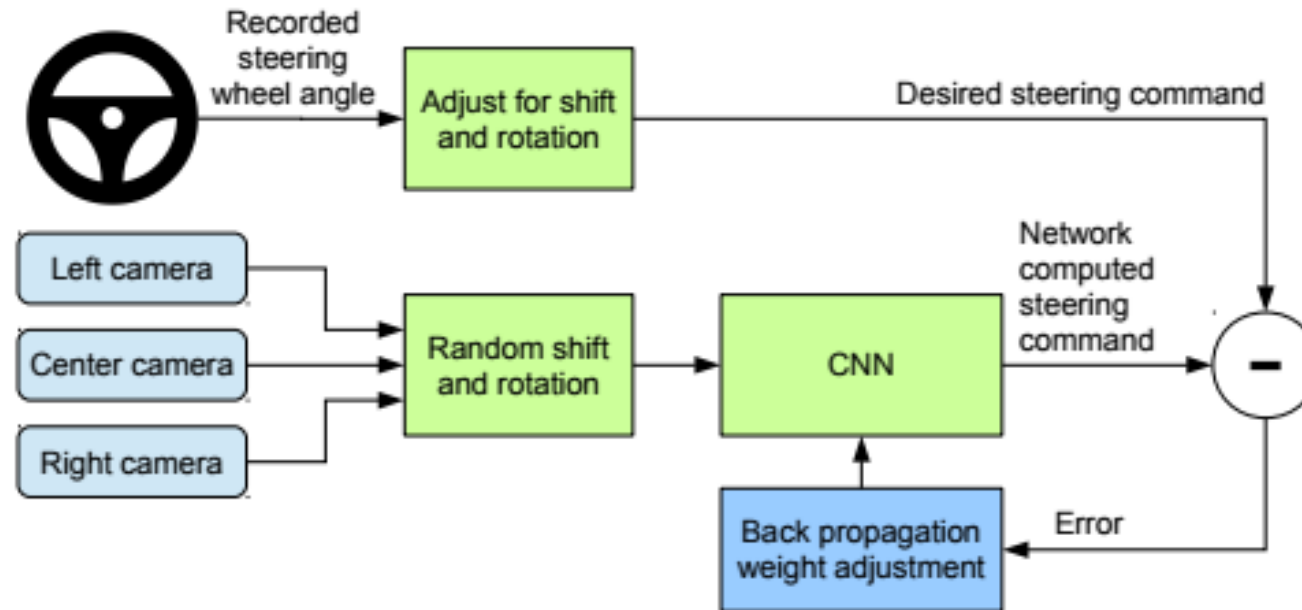 Recorded
steering
wheel angle
Adjust for shift
and rotation
Desired steering command
Left camera
Center camera
Right camera
Random shift
and rotation
CNN
Network
computed
steering
command
-
Back propagation
weight adjustment
Error